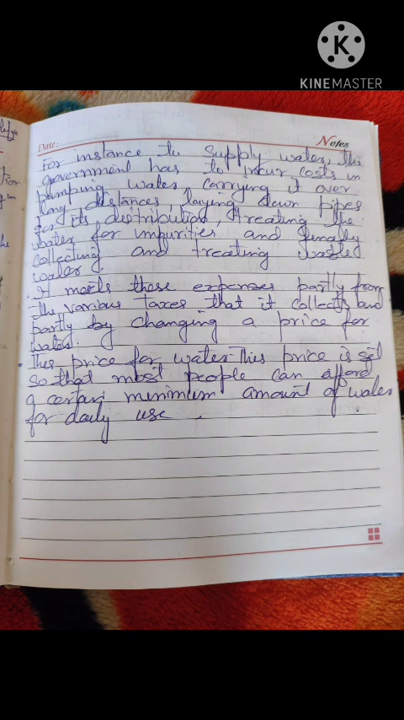 KINEMASTER
Date:
Notes
For instance to supply water, the
government has to incur costs in
pumping water carrying it over
long distances, laying down pipes
for its distribution, treating the
water for impurities and finally
collecting and treating wasted
water.
It meets these expenses partly from
the various taxes that it collects and
partly by changing a price for
water.
This price for water This price is set
so that most people can afford
a certain minimum amount of water
for daily use.